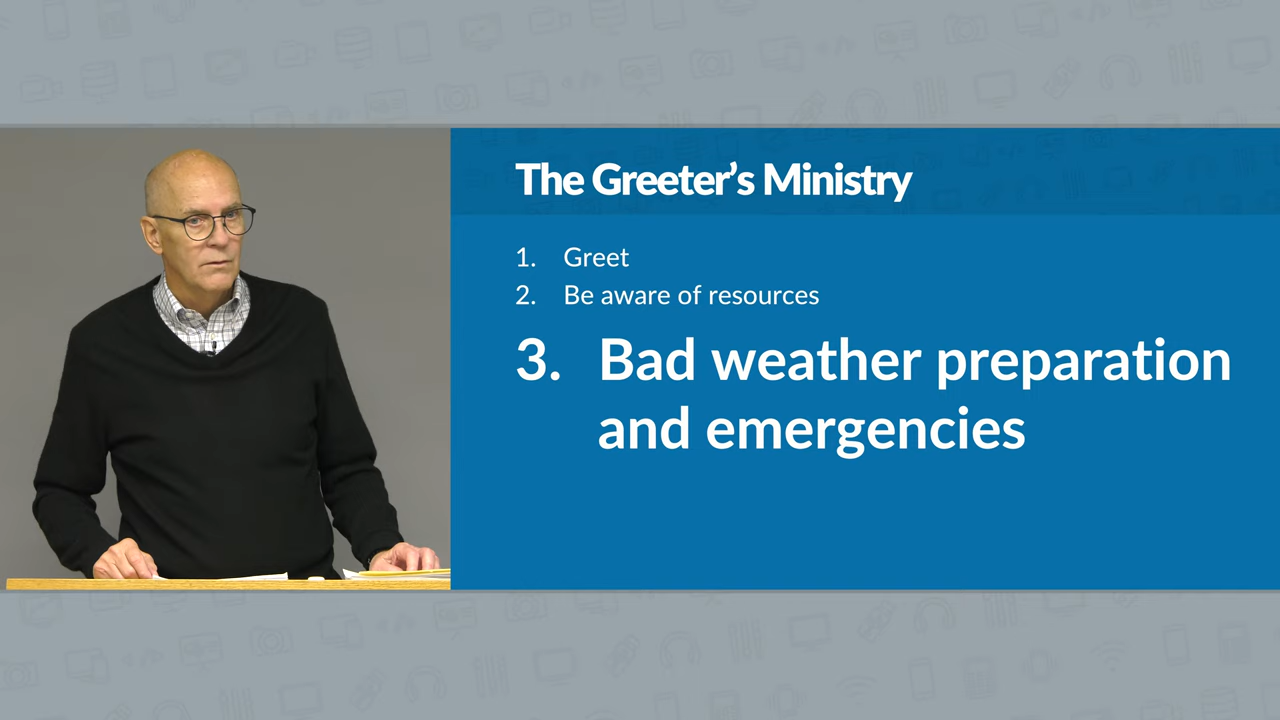 The Greeter’s Ministry
1. Greet
2. Be aware of resources
3. Bad weather preparation
and emergencies